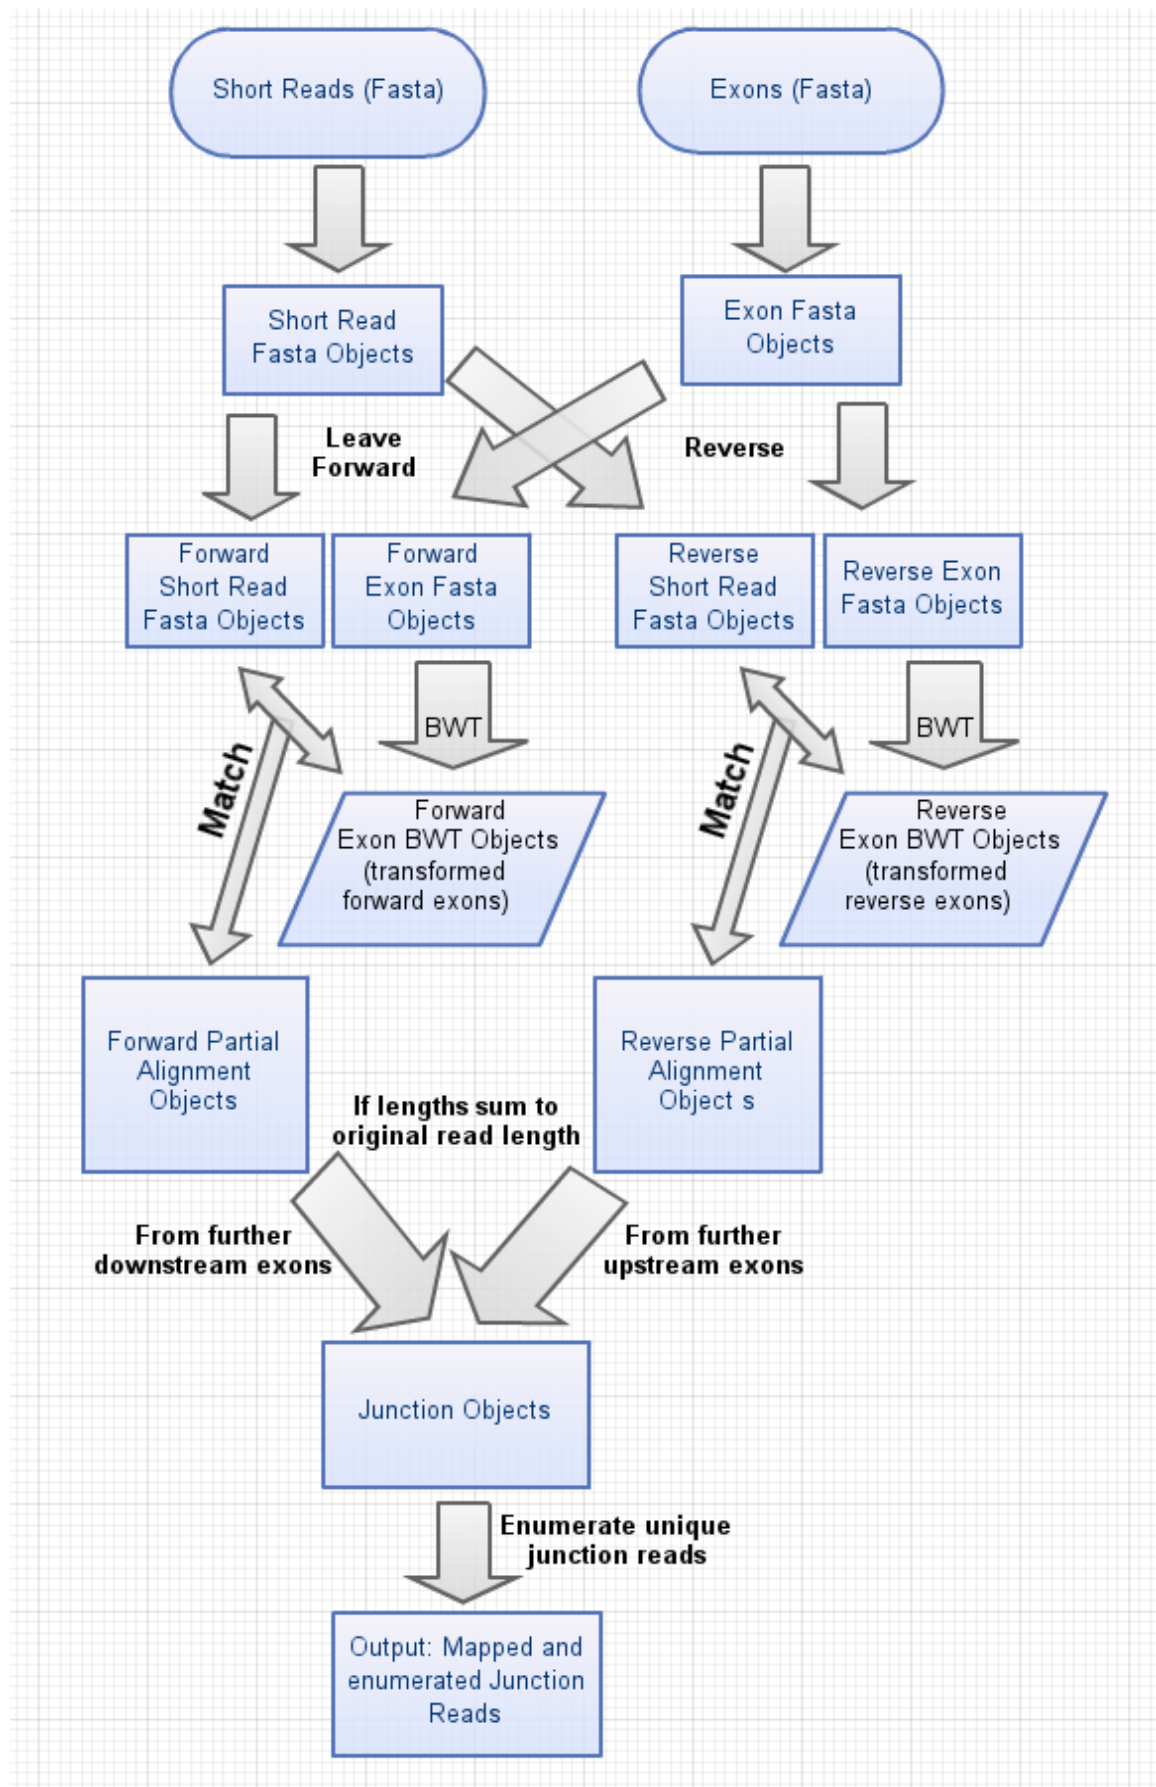 Short Reads (Fasta)
Exons (Fasta)
Short Read
Fasta Objects
Exon Fasta
Objects
Leave
Forward
Reverse
Forward
Short Read
Fasta Objects
Forward
Exon Fasta
Objects
Reverse
Short Read
Fasta Objects
Reverse Exon
Fasta Objects
BWT
BWT
Match
Match
Forward
Exon BWT Objects
(transformed
forward exons)
Reverse
Exon BWT Objects
(transformed
reverse exons)
Forward Partial
Alignment
Objects
Reverse Partial
Alignment
Object s
If lengths sum to
original read length
From further
downstream exons
From further
upstream exons
Junction Objects
Enumerate unique
junction reads
Output: Mapped and
enumerated Junction
Reads